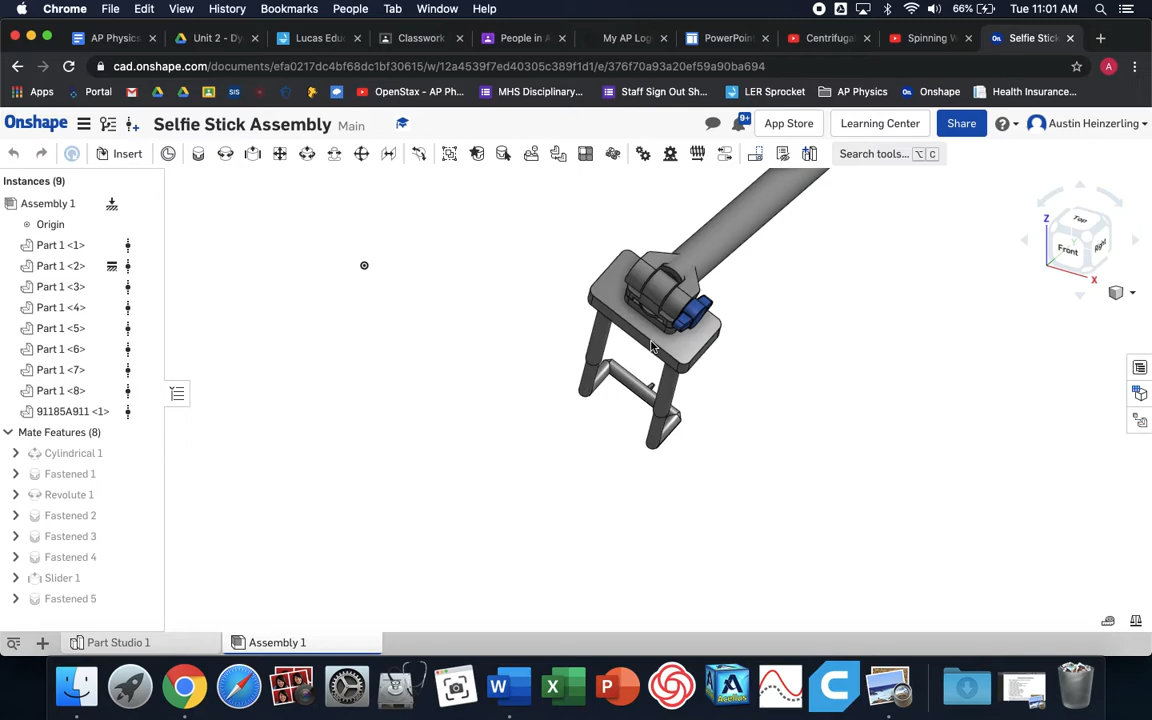 Chrome File Edit View History Bookmarks People Tab Window Help 66% Tue 11:01 AM
AP Physics Unit 2 - Dy Lucas Edu Classwork People in A My AP Log PowerPoin Centrifuga Spinning W Selfie Stick
cad.onshape.com/documents/efa0217dc4bf68dc1bf30615/w/12a4539f7ed40305c389f1d1/e/376f70a93a20ef59a90ba694
Apps Portal SIS OpenStax - AP Ph... MHS Disciplinary... Staff Sign Out Sh... LER Sprocket AP Physics Onshape Health Insurance...
Onshape Selfie Stick Assembly Main 9+ App Store Learning Center Share Austin Heinzerling
Insert Search tools... ⌥ C
Instances (9)
Assembly 1
Origin
Part 1 <1>
Part 1 <2>
Part 1 <3>
Part 1 <4>
Part 1 <5>
Part 1 <6>
Part 1 <7>
Part 1 <8>
91185A911 <1>
Mate Features (8)
Cylindrical 1
Fastened 1
Revolute 1
Fastened 2
Fastened 3
Fastened 4
Slider 1
Fastened 5
Z Top Front Right X
Part Studio 1 Assembly 1